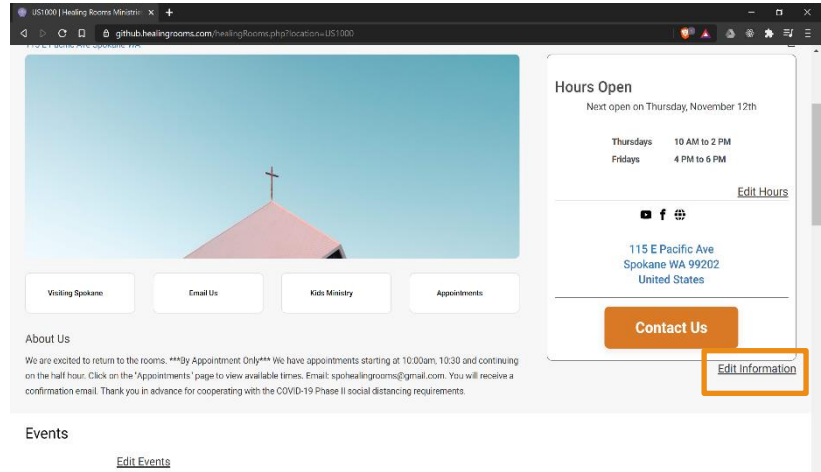 US1000 | Healing Rooms Ministrie
github.healingrooms.com/healingRooms.php?location=US1000
115 E Pacific Ave Spokane WA
Hours Open
Next open on Thursday, November 12th
Thursdays 10 AM to 2 PM
Fridays 4 PM to 6 PM
Edit Hours
115 E Pacific Ave
Spokane WA 99202
United States
Contact Us
Edit Information
Visiting Spokane
Email Us
Kids Ministry
Appointments
About Us
We are excited to return to the rooms. ***By Appointment Only*** We have appointments starting at 10:00am, 10:30 and continuing
on the half hour. Click on the "Appointments" page to view available times. Email: spohealingrooms@gmail.com. You will receive a
confirmation email. Thank you in advance for cooperating with the COVID-19 Phase II social distancing requirements.
Events
Edit Events